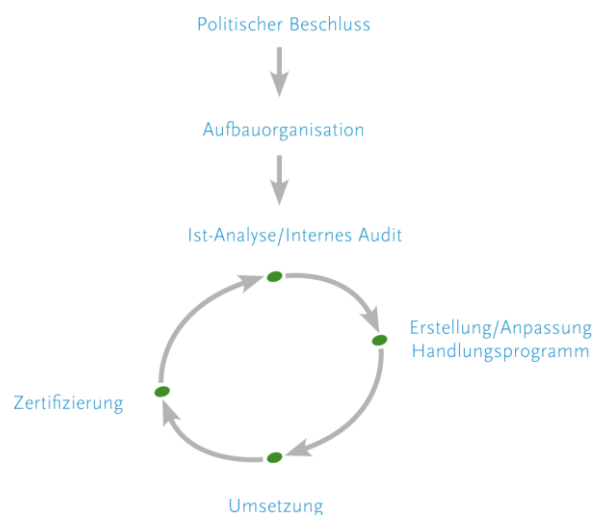 Politischer Beschluss
Aufbauorganisation
Ist-Analyse/Internes Audit
Erstellung/Anpassung
Handlungsprogramm
Zertifizierung
Umsetzung